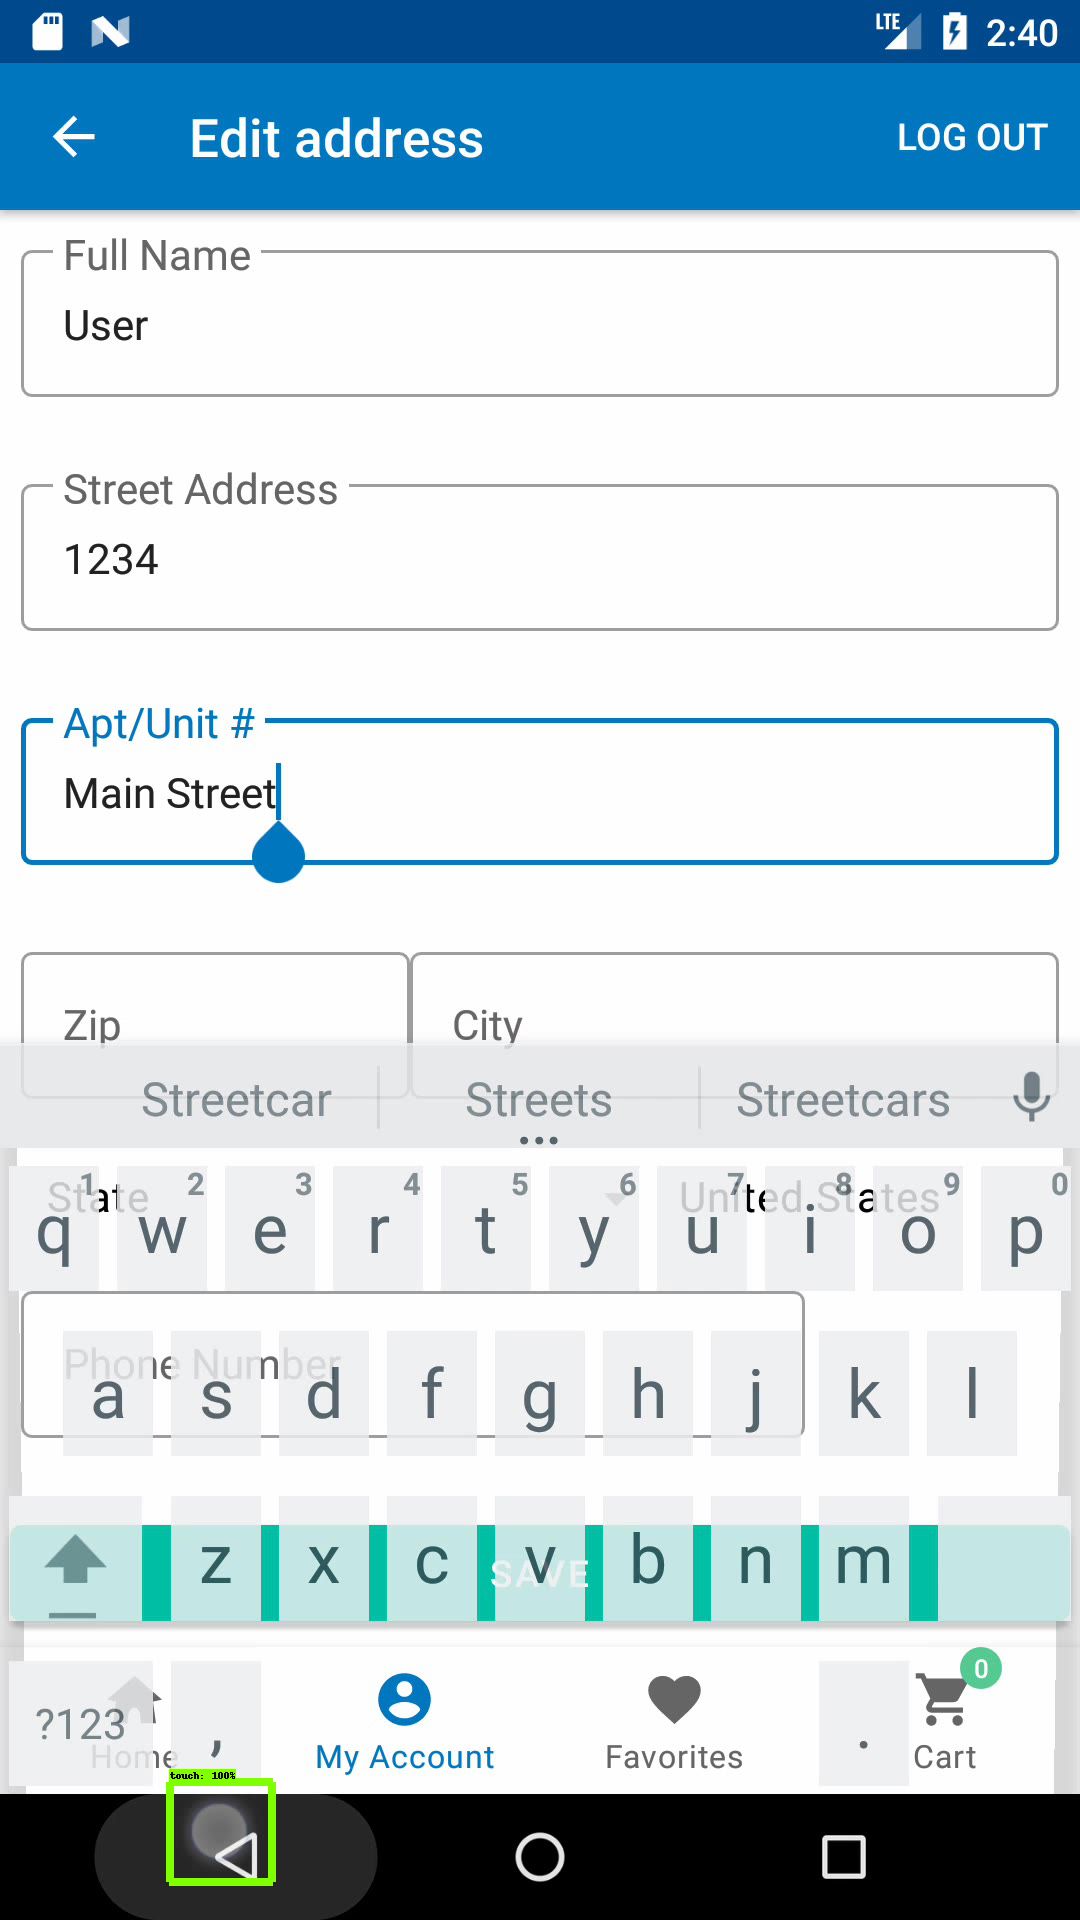 LTE 2:40
Edit address LOG OUT
Full Name
User
Street Address
1234
Apt/Unit #
Main Street
Zip City
Streetcar Streets Streetcars
State United States
1 2 3 4 5 6 7 8 9 0
q w e r t y u i o p
Phone Number
a s d f g h j k l
z x c v b n m
SAVE
0
?123 , .
Home My Account Favorites Cart
touch: 100%